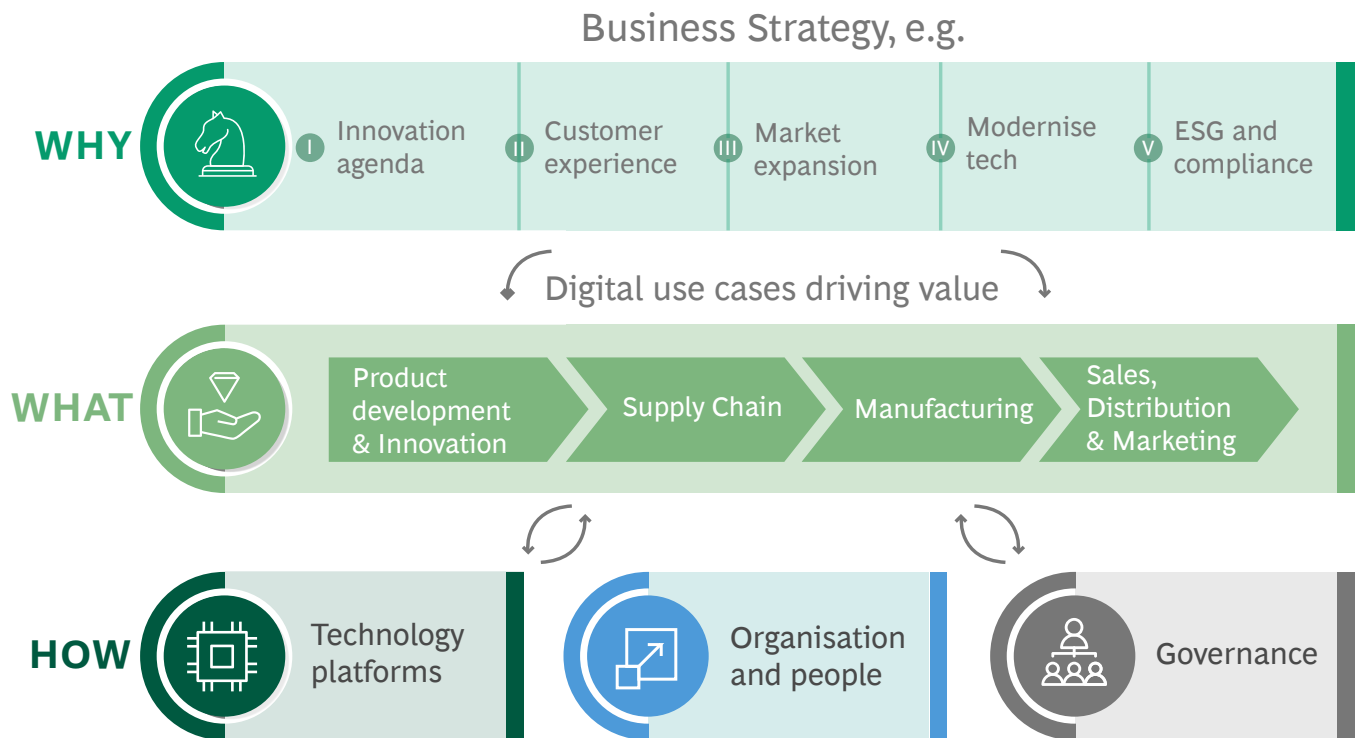 Business Strategy, e.g.
WHY
I
Innovation
agenda
II
Customer
experience
III
Market
expansion
IV
Modernise
tech
V
ESG and
compliance
Digital use cases driving value
WHAT
Product
development
& Innovation
Supply Chain
Manufacturing
Sales,
Distribution
& Marketing
HOW
Technology
platforms
Organisation
and people
Governance